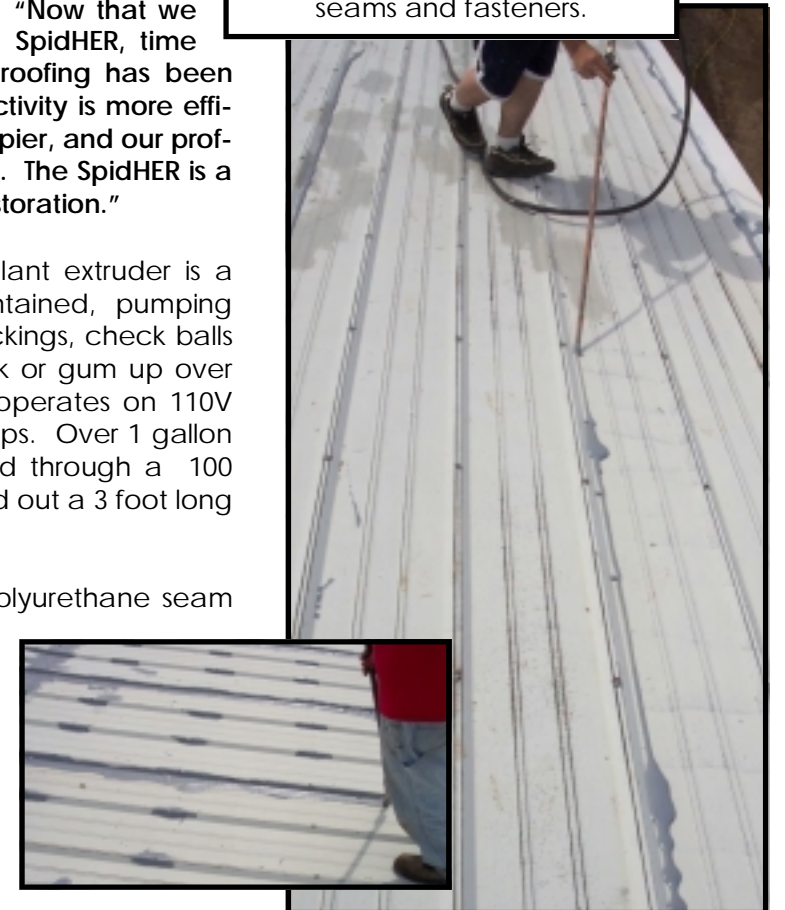 seams and fasteners.
“Now that we
SpidHER, time
roofing has been
ctivity is more effi-
pier, and our prof-
. The SpidHER is a
storation.”
lant extruder is a
ntained, pumping
ckings, check balls
k or gum up over
operates on 110V
ps. Over 1 gallon
d through a 100
d out a 3 foot long
olyurethane seam